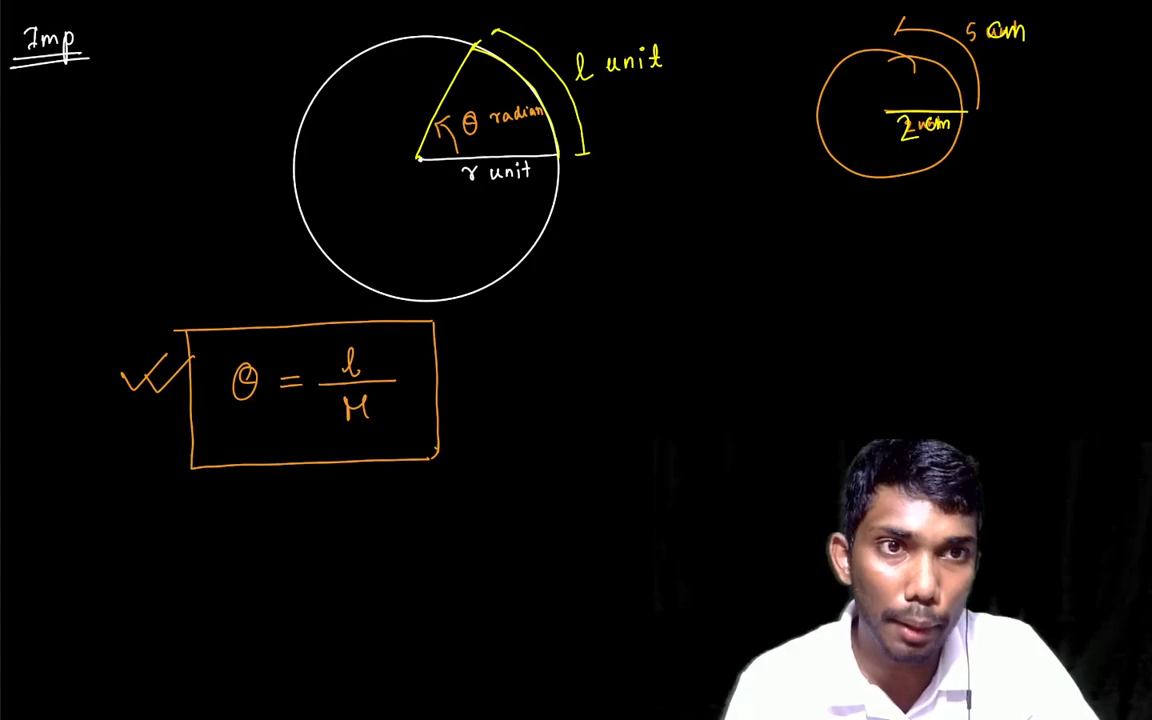 Imp
l unit
θ radian
r unit
5 cm
2 cm
θ = l / r